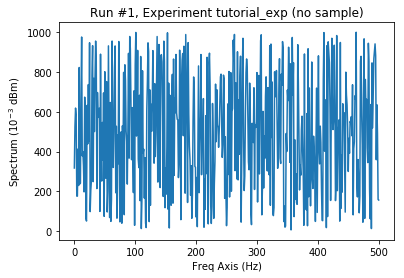 Run #1, Experiment tutorial_exp (no sample)
1000
800
600
400
200
0
Spectrum (10⁻³ dBm)
0 100 200 300 400 500
Freq Axis (Hz)